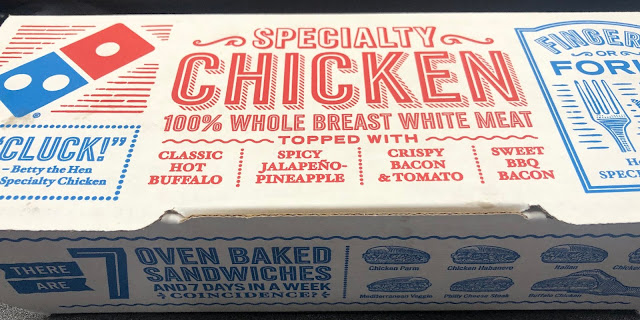 SPECIALTY
CHICKEN
100% WHOLE BREAST WHITE MEAT
TOPPED WITH
CLASSIC
HOT
BUFFALO
SPICY
JALAPEÑO-
PINEAPPLE
CRISPY
BACON
& TOMATO
SWEET
BBQ
BACON
"CLUCK!"
– Betty the Hen
Specialty Chicken
FINGERS
OR
FORK
H
SPEC
THERE
ARE
7
OVEN BAKED
SANDWICHES
AND 7 DAYS IN A WEEK
COINCIDENCE?
Chicken Parm
Chicken Habanero
Italian
Chick
Mediterranean Veggie
Philly Cheese Steak
Buffalo Chicken